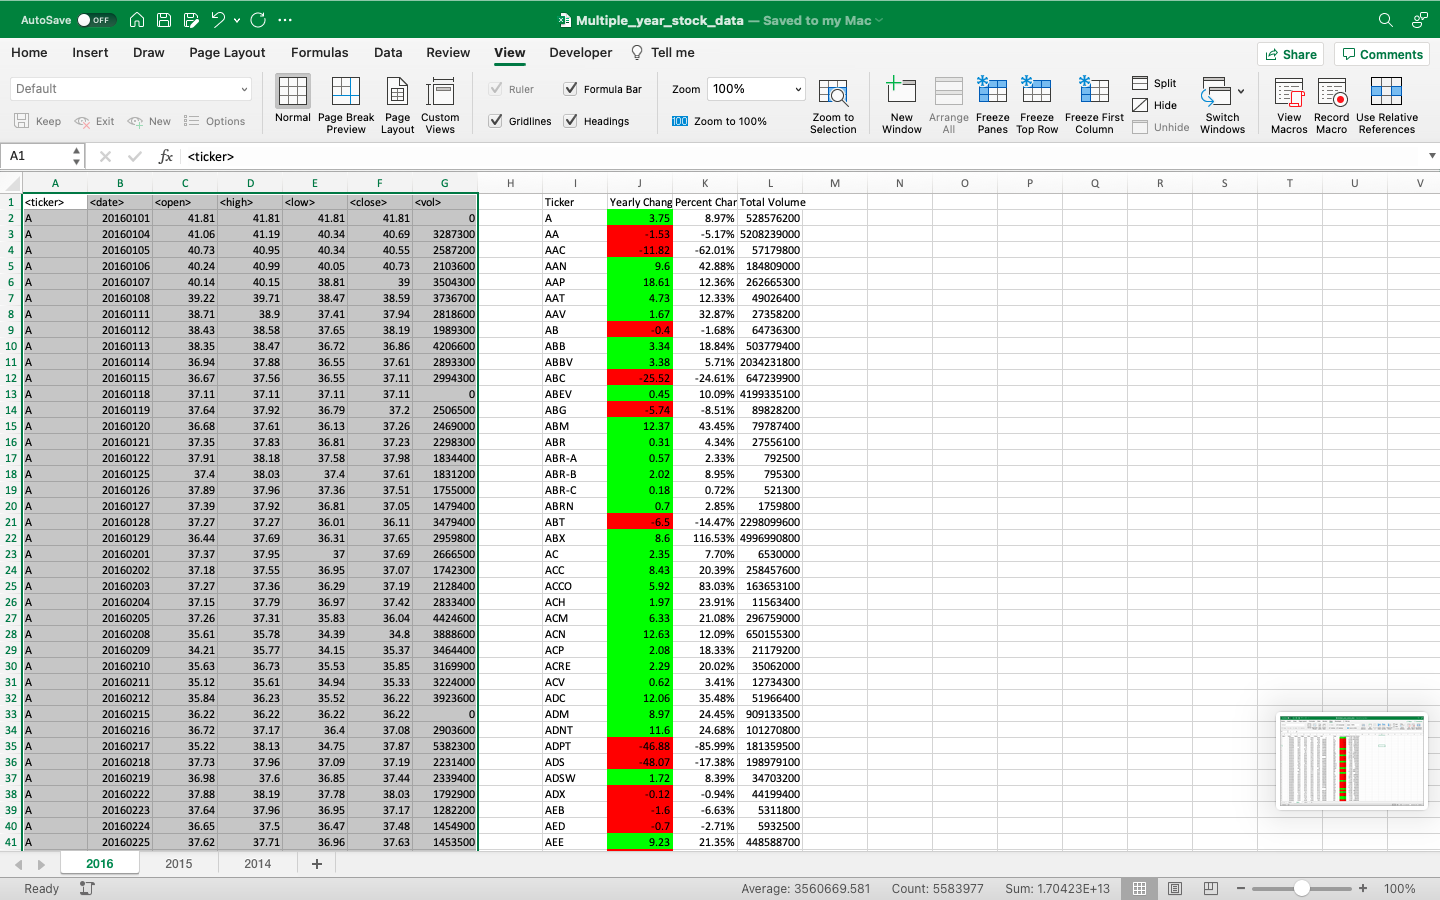 AutoSave OFF Multiple_year_stock_data — Saved to my Mac
Home Insert Draw Page Layout Formulas Data Review View Developer Tell me Share Comments
Default
Keep Exit New Options
Normal Page Break Preview Page Layout Custom Views
Ruler Formula Bar
Gridlines Headings
Zoom 100%
100 Zoom to 100%
Zoom to Selection
New Window Arrange All Freeze Panes Freeze Top Row Freeze First Column
Split
Hide
Unhide
Switch Windows
View Macros Record Macro Use Relative References
A1 fx <ticker>
A B C D E F G H I J K L M N O P Q R S T U V
1 <ticker> <date> <open> <high> <low> <close> <vol> Ticker Yearly Chang Percent Char Total Volume
2 A 20160101 41.81 41.81 41.81 41.81 0 A 3.75 8.97% 528576200
3 A 20160104 41.06 41.19 40.34 40.69 3287300 AA -1.53 -5.17% 5208239000
4 A 20160105 40.73 40.95 40.34 40.55 2587200 AAC -11.82 -62.01% 57179800
5 A 20160106 40.24 40.99 40.05 40.73 2103600 AAN 9.6 42.88% 184809000
6 A 20160107 40.14 40.15 38.81 39 3504300 AAP 18.61 12.36% 262665300
7 A 20160108 39.22 39.71 38.47 38.59 3736700 AAT 4.73 12.33% 49026400
8 A 20160111 38.71 38.9 37.41 37.94 2818600 AAV 1.67 32.87% 27358200
9 A 20160112 38.43 38.58 37.65 38.19 1989300 AB -0.4 -1.68% 64736300
10 A 20160113 38.35 38.47 36.72 36.86 4206600 ABB 3.34 18.84% 503779400
11 A 20160114 36.94 37.88 36.55 37.61 2893300 ABBV 3.38 5.71% 2034231800
12 A 20160115 36.67 37.56 36.55 37.11 2994300 ABC -25.52 -24.61% 647239900
13 A 20160118 37.11 37.11 37.11 37.11 0 ABEV 0.45 10.09% 4199335100
14 A 20160119 37.64 37.92 36.79 37.2 2506500 ABG -5.74 -8.51% 89828200
15 A 20160120 36.68 37.61 36.13 37.26 2469000 ABM 12.37 43.45% 79787400
16 A 20160121 37.35 37.83 36.81 37.23 2298300 ABR 0.31 4.34% 27556100
17 A 20160122 37.91 38.18 37.58 37.98 1834400 ABR-A 0.57 2.33% 792500
18 A 20160125 37.4 38.03 37.4 37.61 1831200 ABR-B 2.02 8.95% 795300
19 A 20160126 37.89 37.96 37.36 37.51 1755000 ABR-C 0.18 0.72% 521300
20 A 20160127 37.39 37.92 36.81 37.05 1479400 ABRN 0.7 2.85% 1759800
21 A 20160128 37.27 37.27 36.01 36.11 3479400 ABT -6.5 -14.47% 2298099600
22 A 20160129 36.44 37.69 36.31 37.65 2959800 ABX 8.6 116.53% 4996990800
23 A 20160201 37.37 37.95 37 37.69 2666500 AC 2.35 7.70% 6530000
24 A 20160202 37.18 37.55 36.95 37.07 1742300 ACC 8.43 20.39% 258457600
25 A 20160203 37.27 37.36 36.29 37.19 2128400 ACCO 5.92 83.03% 163653100
26 A 20160204 37.15 37.79 36.97 37.42 2833400 ACH 1.97 23.91% 11563400
27 A 20160205 37.26 37.31 35.83 36.04 4424600 ACM 6.33 21.08% 296759000
28 A 20160208 35.61 35.78 34.39 34.8 3888600 ACN 12.63 12.09% 650155300
29 A 20160209 34.21 35.77 34.15 35.37 3464400 ACP 2.08 18.33% 21179200
30 A 20160210 35.63 36.73 35.53 35.85 3169900 ACRE 2.29 20.02% 35062000
31 A 20160211 35.12 35.61 34.94 35.33 3224000 ACV 0.62 3.41% 12734300
32 A 20160212 35.84 36.23 35.52 36.22 3923600 ADC 12.06 35.48% 51966400
33 A 20160215 36.22 36.22 36.22 36.22 0 ADM 8.97 24.45% 909133500
34 A 20160216 36.72 37.17 36.4 37.08 2903600 ADNT 11.6 24.68% 101270800
35 A 20160217 35.22 38.13 34.75 37.87 5382300 ADPT -46.88 -85.99% 181359500
36 A 20160218 37.73 37.96 37.09 37.19 2231400 ADS -48.07 -17.38% 198979100
37 A 20160219 36.98 37.6 36.85 37.44 2339400 ADSW 1.72 8.39% 34703200
38 A 20160222 37.88 38.19 37.78 38.03 1792900 ADX -0.12 -0.94% 44199400
39 A 20160223 37.64 37.96 36.95 37.17 1282200 AEB -1.6 -6.63% 5311800
40 A 20160224 36.65 37.5 36.47 37.48 1454900 AED -0.7 -2.71% 5932500
41 A 20160225 37.62 37.71 36.96 37.63 1453500 AEE 9.23 21.35% 448588700
2016 2015 2014 +
Ready Average: 3560669.581 Count: 5583977 Sum: 1.70423E+13 100%